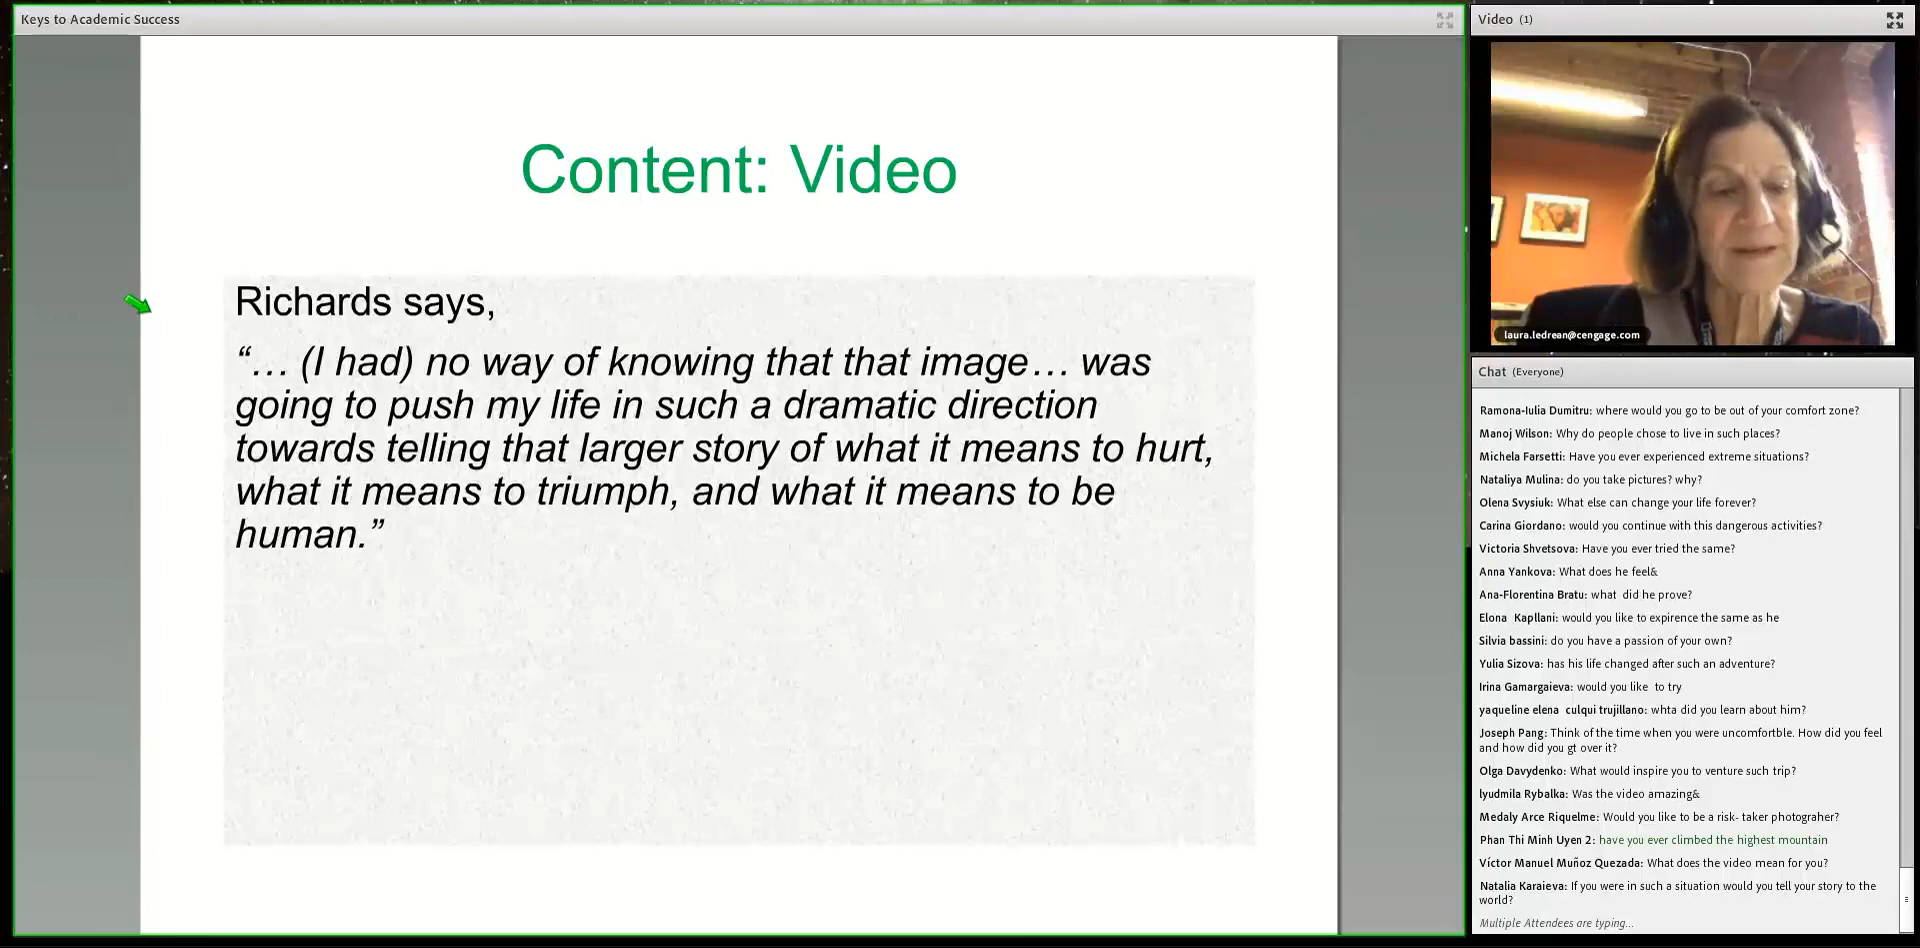 Keys to Academic Success
Content: Video
Richards says,
“… (I had) no way of knowing that that image… was
going to push my life in such a dramatic direction
towards telling that larger story of what it means to hurt,
what it means to triumph, and what it means to be
human.”
Video (1)
laura.ledrean@cengage.com
Chat (Everyone)
Ramona-Iulia Dumitru: where would you go to be out of your comfort zone?
Manoj Wilson: Why do people chose to live in such places?
Michela Farsetti: Have you ever experienced extreme situations?
Nataliya Mulina: do you take pictures? why?
Olena Svysiuk: What else can change your life forever?
Carina Giordano: would you continue with this dangerous activities?
Victoria Shvetsova: Have you ever tried the same?
Anna Yankova: What does he feel&
Ana-Florentina Bratu: what did he prove?
Elona Kapllani: would you like to expirence the same as he
Silvia bassini: do you have a passion of your own?
Yulia Sizova: has his life changed after such an adventure?
Irina Gamargaieva: would you like to try
yaqueline elena culqui trujillano: whta did you learn about him?
Joseph Pang: Think of the time when you were uncomfortble. How did you feel
and how did you gt over it?
Olga Davydenko: What would inspire you to venture such trip?
lyudmila Rybalka: Was the video amazing&
Medaly Arce Riquelme: Would you like to be a risk- taker photograher?
Phan Thi Minh Uyen 2: have you ever climbed the highest mountain
Víctor Manuel Muñoz Quezada: What does the video mean for you?
Natalia Karaieva: If you were in such a situation would you tell your story to the
world?
Multiple Attendees are typing...